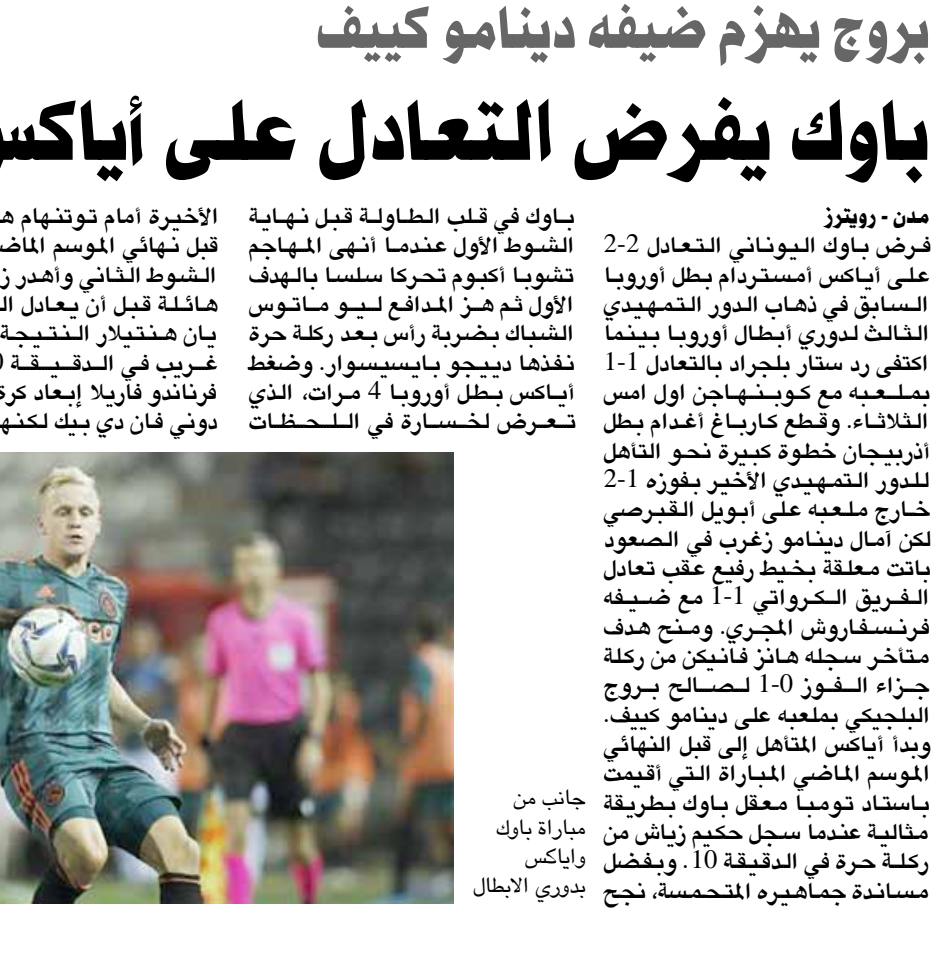 بروج يهزم ضيفه دينامو كييف
باوك يفرض التعادل على أياكس
مدن - رويترز
فرض باوك اليوناني التعادل 2-2
على أياكس أمستردام بطل أوروبا
السابق في ذهاب الدور التمهيدي
الثالث لدوري أبطال أوروبا بينما
اكتفى رد ستار بلجراد بالتعادل 1-1
بملعبه مع كوبنهاجن اول امس
الثلاثاء. وقطع كارباغ أغدام بطل
أذربيجان خطوة كبيرة نحو التأهل
للدور التمهيدي الأخير بفوزه 1-2
خارج ملعبه على أبويل القبرصي
لكن آمال دينامو زغرب في الصعود
باتت معلقة بخيط رفيع عقب تعادل
الفريق الكرواتي 1-1 مع ضيفه
فرنسفاروش المجري. ومنح هدف
متأخر سجله هانز فانيكن من ركلة
جزاء الفوز 0-1 لصالح بروج
البلجيكي بملعبه على دينامو كييف.
وبدأ أياكس المتأهل إلى قبل النهائي
الموسم الماضي المباراة التي أقيمت
باستاد تومبا معقل باوك بطريقة
مثالية عندما سجل حكيم زياش من
ركلة حرة في الدقيقة 10. وبفضل
مساندة جماهيره المتحمسة، نجح
باوك في قلب الطاولة قبل نهاية
الشوط الأول عندما أنهى المهاجم
تشوبا أكبوم تحركا سلسا بالهدف
الأول ثم هز المدافع ليو ماتوس
الشباك بضربة رأس بعد ركلة حرة
نفذها دييجو بايسيسوار. وضغط
أياكس بطل أوروبا 4 مرات، الذي
تعرض لخسارة في اللحظات
الأخيرة أمام توتنهام
قبل نهائي الموسم
الشوط الثاني وأهدر
هائلة قبل أن يعادل
يان هنتيلار النتيجة
غريب في الدقيقة
فرناندو فاريلا إبعاد كرة
دوني فان دي بيك
جانب من
مباراة باوك
واياكس
بدوري الابطال